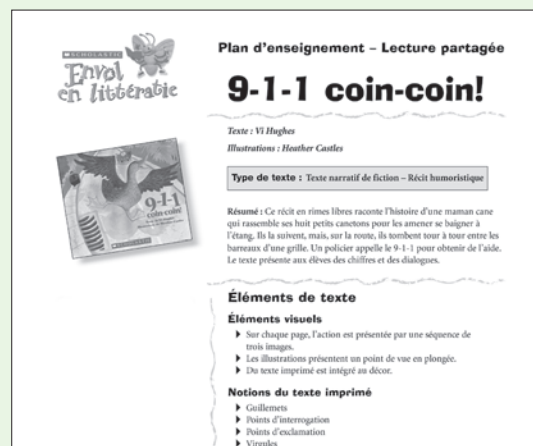 SCHOLASTIC
Envol
en littératie
Plan d'enseignement – Lecture partagée
9-1-1 coin-coin!
Texte : Vi Hughes
Illustrations : Heather Castles
9-1-1
coin-coin!
SCHOLASTIC
Type de texte : Texte narratif de fiction – Récit humoristique
Résumé : Ce récit en rimes libres raconte l'histoire d'une maman cane
qui rassemble ses huit petits canetons pour les amener se baigner à
l'étang. Ils la suivent, mais, sur la route, ils tombent tour à tour entre les
barreaux d'une grille. Un policier appelle le 9-1-1 pour obtenir de l'aide.
Le texte présente aux élèves des chiffres et des dialogues.
Éléments de texte
Éléments visuels
Sur chaque page, l'action est présentée par une séquence de
trois images.
Les illustrations présentent un point de vue en plongée.
Du texte imprimé est intégré au décor.
Notions du texte imprimé
Guillemets
Points d'interrogation
Points d'exclamation
Virgules